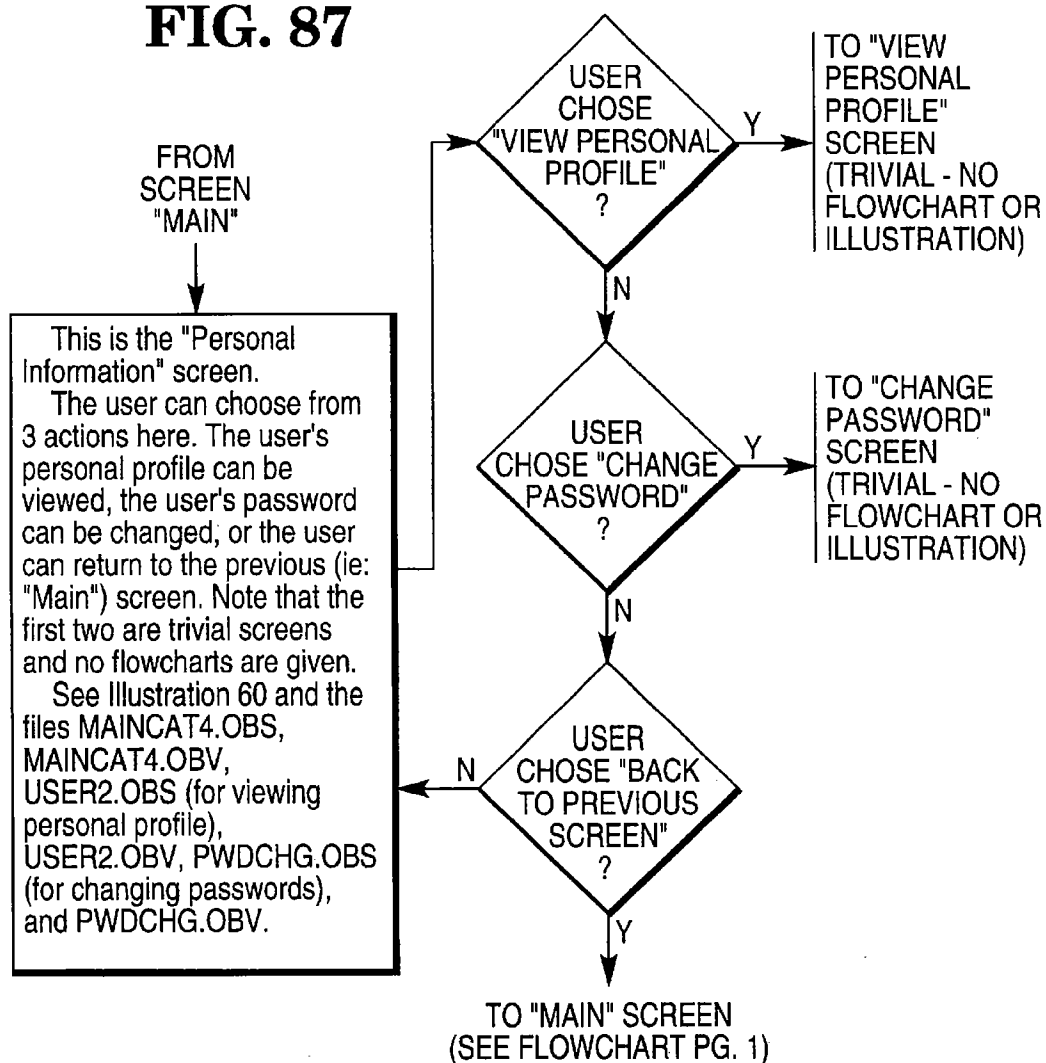 FIG. 87
FROM
SCREEN
"MAIN"
This is the "Personal
Information" screen.
The user can choose from
3 actions here. The user's
personal profile can be
viewed, the user's password
can be changed, or the user
can return to the previous (ie:
"Main") screen. Note that the
first two are trivial screens
and no flowcharts are given.
See Illustration 60 and the
files MAINCAT4.OBS,
MAINCAT4.OBV,
USER2.OBS (for viewing
personal profile),
USER2.OBV, PWDCHG.OBS
(for changing passwords),
and PWDCHG.OBV.
USER
CHOSE
"VIEW PERSONAL
PROFILE"
?
Y
TO "VIEW
PERSONAL
PROFILE"
SCREEN
(TRIVIAL - NO
FLOWCHART OR
ILLUSTRATION)
N
USER
CHOSE "CHANGE
PASSWORD"
?
Y
TO "CHANGE
PASSWORD"
SCREEN
(TRIVIAL - NO
FLOWCHART OR
ILLUSTRATION)
N
USER
CHOSE "BACK
TO PREVIOUS
SCREEN"
?
N
Y
TO "MAIN" SCREEN
(SEE FLOWCHART PG. 1)